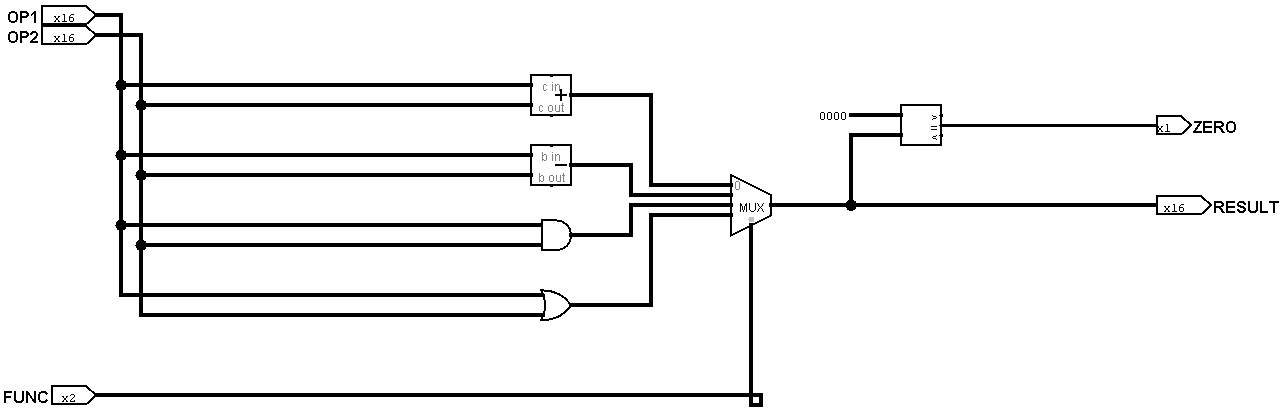 OP1 x16
OP2 x16
c in
+
c out
0000
> = <
x1 ZERO
b in
−
b out
0
MUX
x16 RESULT
FUNC x2